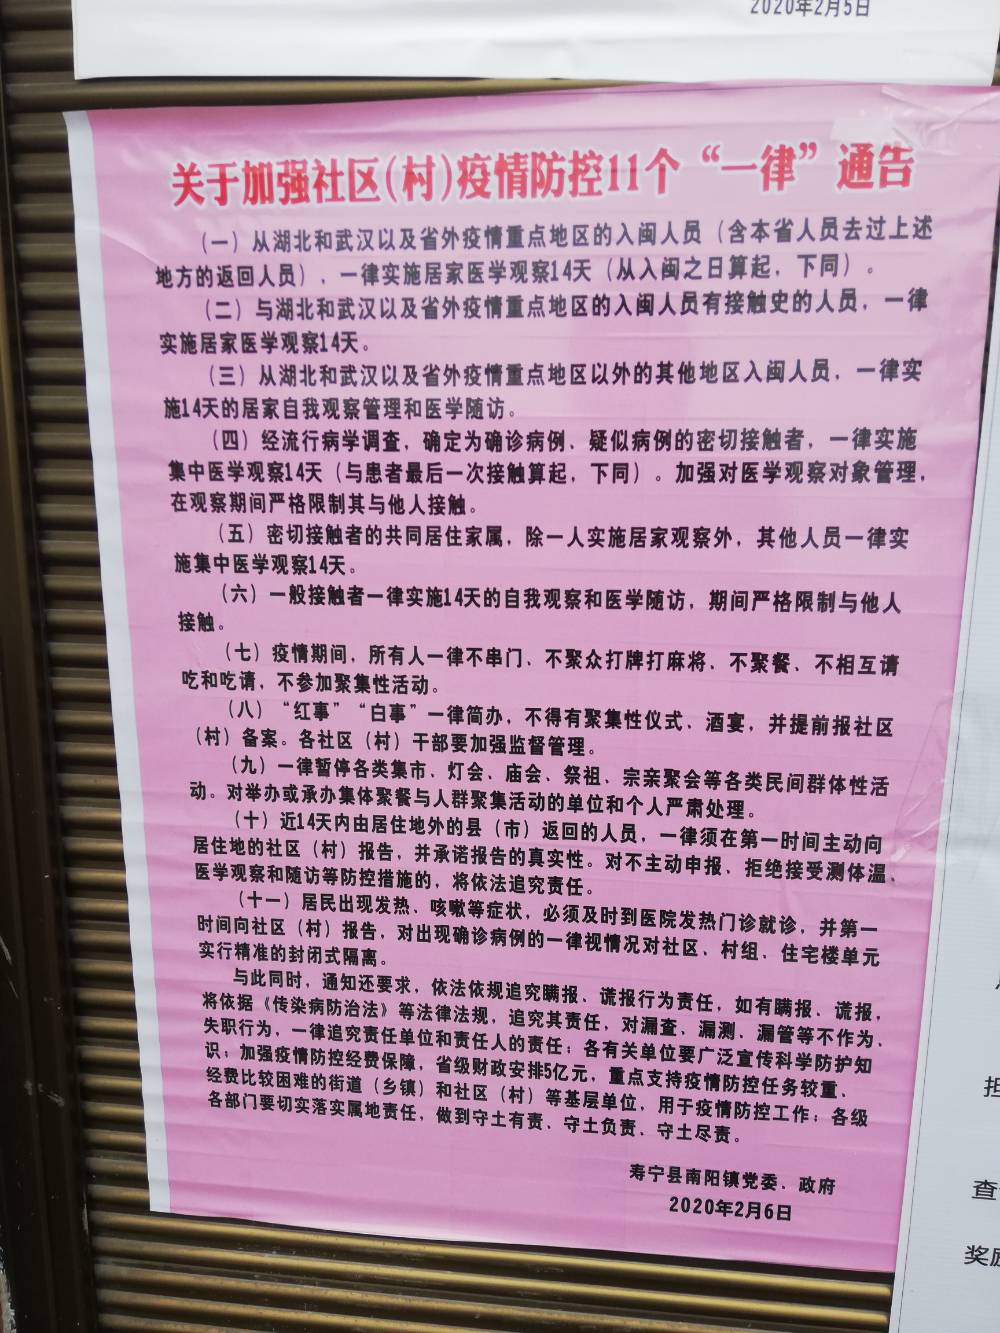 2020年2月5日
关于加强社区(村)疫情防控11个“一律”通告
（一）从湖北和武汉以及省外疫情重点地区的入闽人员（含本省人员去过上述
地方的返回人员），一律实施居家医学观察14天（从入闽之日算起，下同）。
（二）与湖北和武汉以及省外疫情重点地区的入闽人员有接触史的人员，一律
实施居家医学观察14天。
（三）从湖北和武汉以及省外疫情重点地区以外的其他地区入闽人员，一律实
施14天的居家自我观察管理和医学随访。
（四）经流行病学调查，确定为确诊病例、疑似病例的密切接触者，一律实施
集中医学观察14天（与患者最后一次接触算起，下同）。加强对医学观察对象管理，
在观察期间严格限制其与他人接触。
（五）密切接触者的共同居住家属，除一人实施居家观察外，其他人员一律实
施集中医学观察14天。
（六）一般接触者一律实施14天的自我观察和医学随访，期间严格限制与他人
接触。
（七）疫情期间，所有人一律不串门、不聚众打牌打麻将、不聚餐、不相互请
吃和吃请，不参加聚集性活动。
（八）“红事”“白事”一律简办，不得有聚集性仪式、酒宴，并提前报社区
（村）备案。各社区（村）干部要加强监督管理。
（九）一律暂停各类集市、灯会、庙会、祭祖、宗亲聚会等各类民间群体性活
动。对举办或承办集体聚餐与人群聚集活动的单位和个人严肃处理。
（十）近14天内由居住地外的县（市）返回的人员，一律须在第一时间主动向
居住地的社区（村）报告，并承诺报告的真实性。对不主动申报、拒绝接受测体温、
医学观察和随访等防控措施的，将依法追究责任。
（十一）居民出现发热、咳嗽等症状，必须及时到医院发热门诊就诊，并第一
时间向社区（村）报告，对出现确诊病例的一律视情况对社区、村组、住宅楼单元
实行精准的封闭式隔离。
与此同时，通知还要求，依法依规追究瞒报、谎报行为责任，如有瞒报、谎报，
将依据《传染病防治法》等法律法规，追究其责任，对漏查、漏测、漏管等不作为、
失职行为，一律追究责任单位和责任人的责任；各有关单位要广泛宣传科学防护知
识；加强疫情防控经费保障，省级财政安排5亿元，重点支持疫情防控任务较重、
经费比较困难的街道（乡镇）和社区（村）等基层单位，用于疫情防控工作；各级
各部门要切实落实属地责任，做到守土有责、守土负责、守土尽责。
寿宁县南阳镇党委、政府
2020年2月6日
担
查
奖励